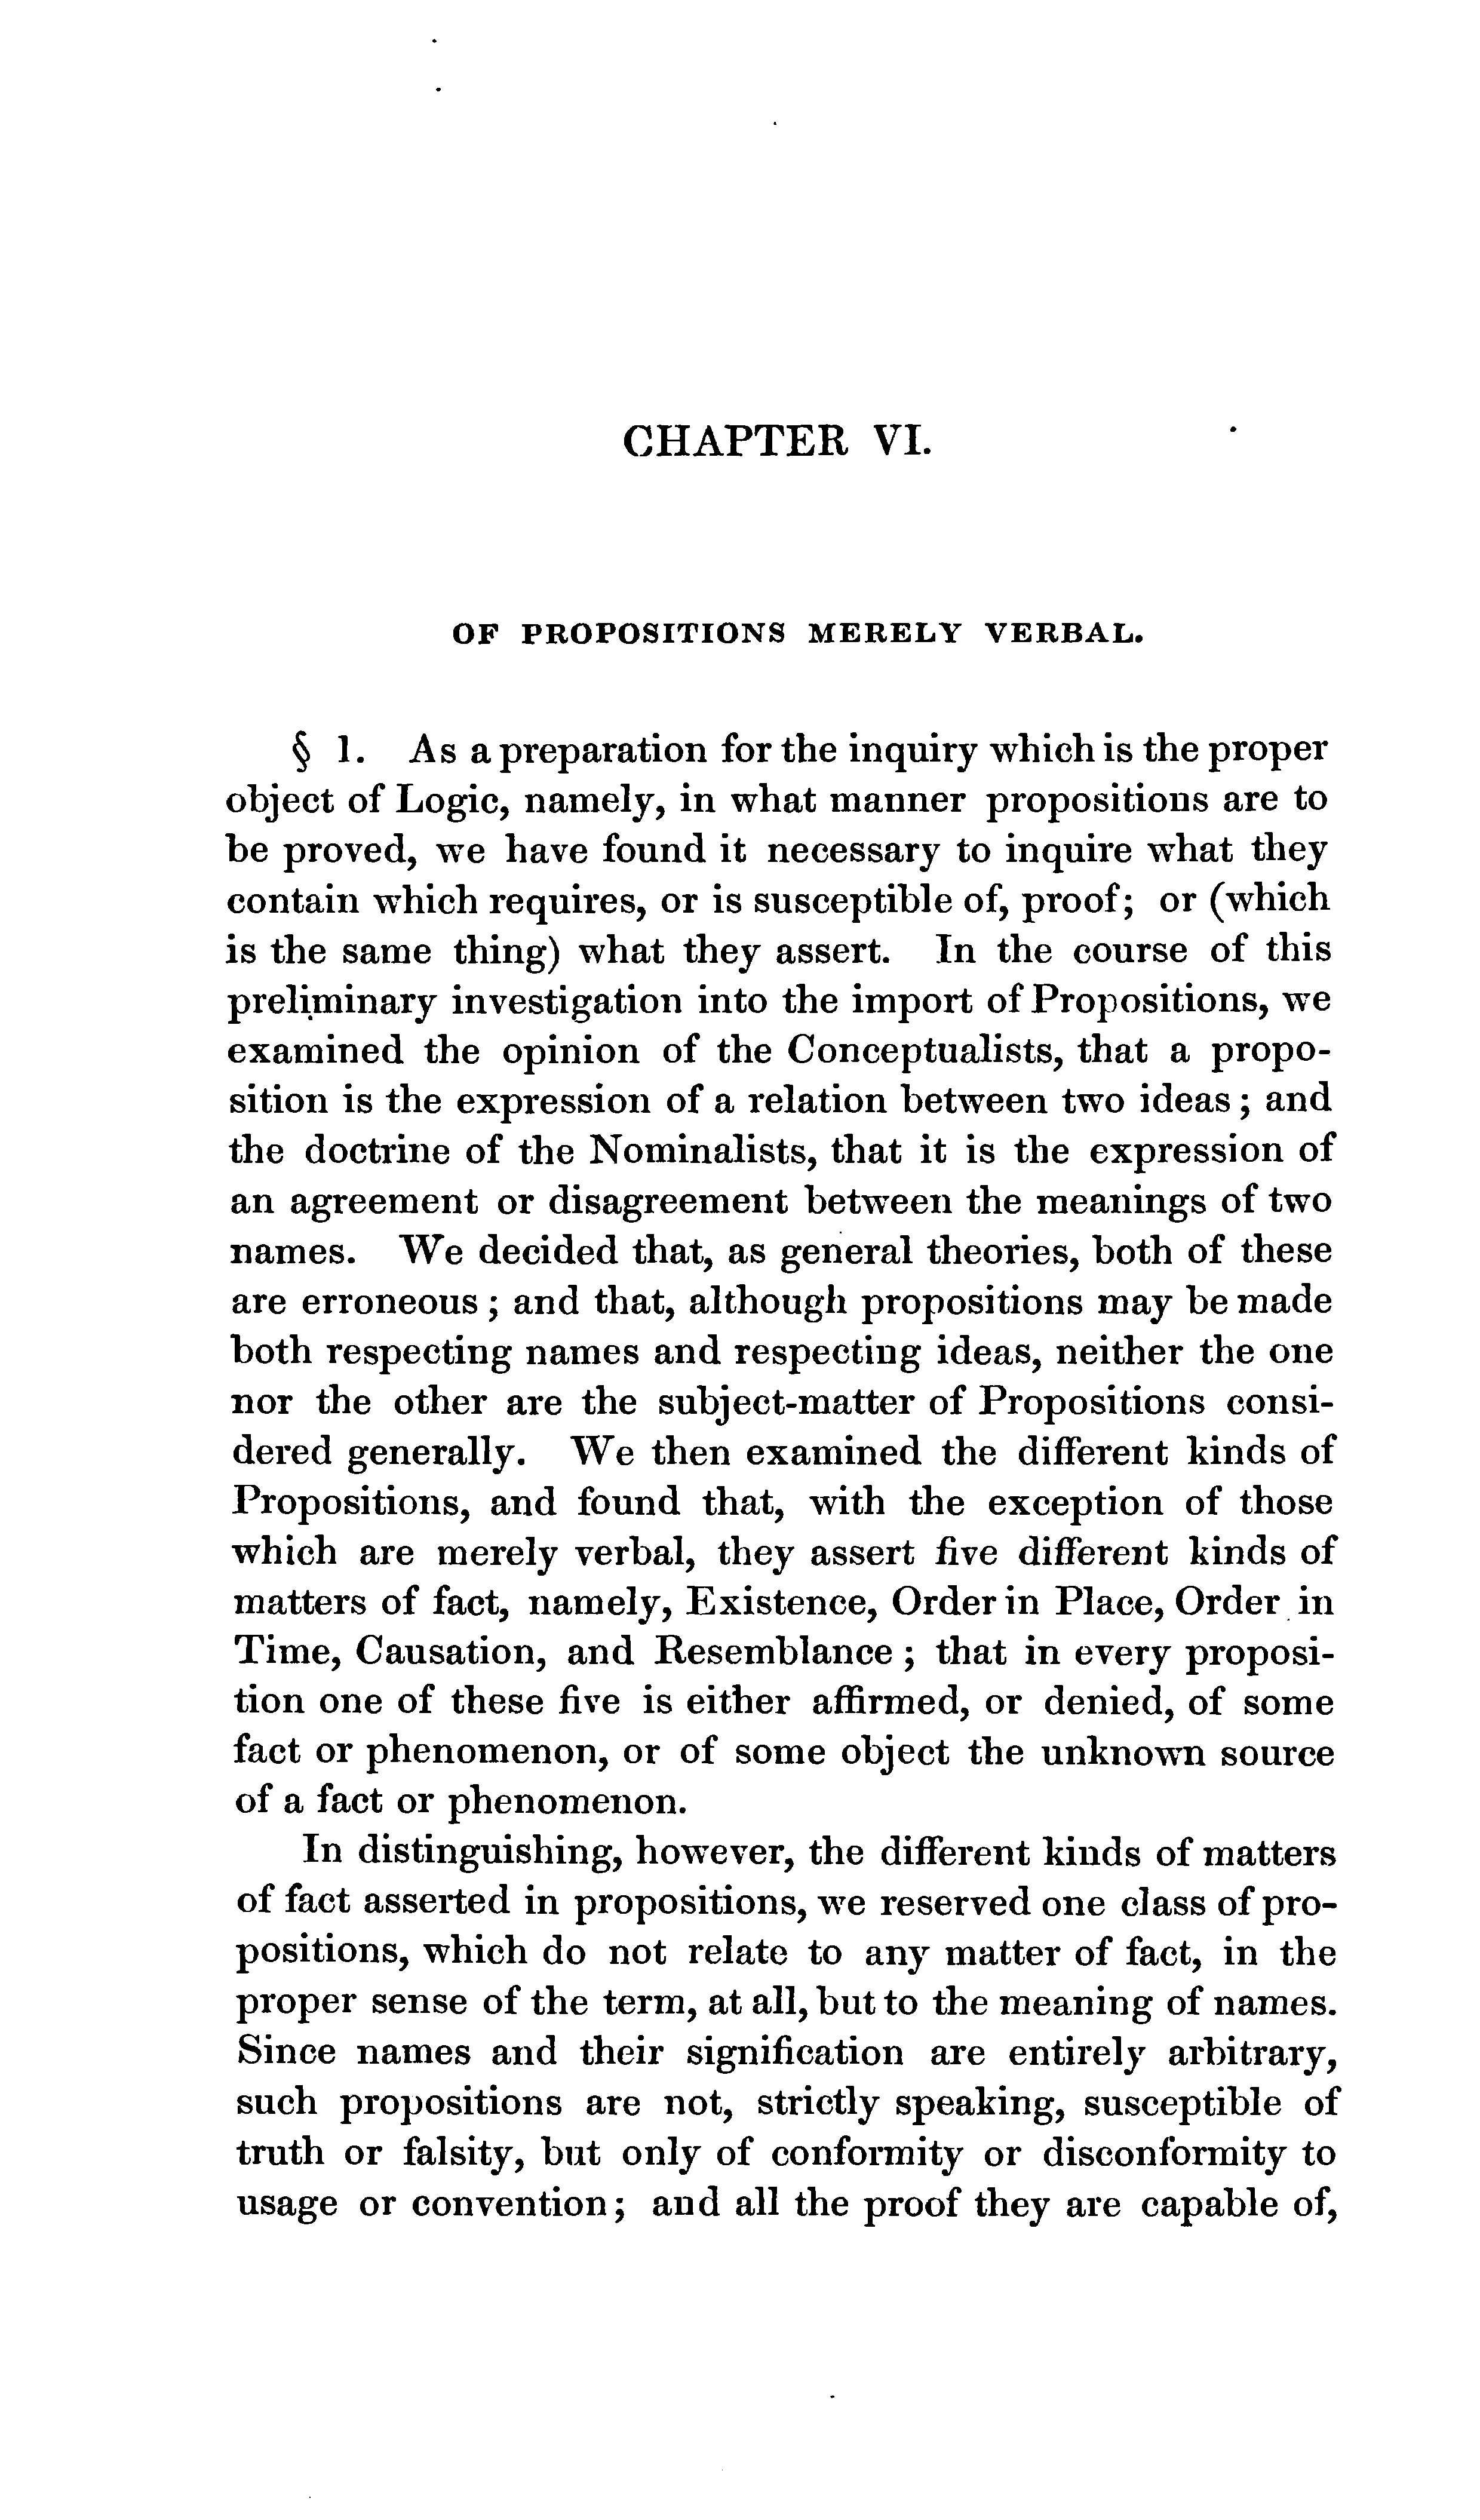 CHAPTER VI.
OF PROPOSITIONS MERELY VERBAL.
§ 1. As a preparation for the inquiry which is the proper
object of Logic, namely, in what manner propositions are to
be proved, we have found it necessary to inquire what they
contain which requires, or is susceptible of, proof; or (which
is the same thing) what they assert. In the course of this
preliminary investigation into the import of Propositions, we
examined the opinion of the Conceptualists, that a propo-
sition is the expression of a relation between two ideas; and
the doctrine of the Nominalists, that it is the expression of
an agreement or disagreement between the meanings of two
names. We decided that, as general theories, both of these
are erroneous; and that, although propositions may be made
both respecting names and respecting ideas, neither the one
nor the other are the subject-matter of Propositions consi-
dered generally. We then examined the different kinds of
Propositions, and found that, with the exception of those
which are merely verbal, they assert five different kinds of
matters of fact, namely, Existence, Order in Place, Order in
Time, Causation, and Resemblance; that in every proposi-
tion one of these five is either affirmed, or denied, of some
fact or phenomenon, or of some object the unknown source
of a fact or phenomenon.
In distinguishing, however, the different kinds of matters
of fact asserted in propositions, we reserved one class of pro-
positions, which do not relate to any matter of fact, in the
proper sense of the term, at all, but to the meaning of names.
Since names and their signification are entirely arbitrary,
such propositions are not, strictly speaking, susceptible of
truth or falsity, but only of conformity or disconformity to
usage or convention; and all the proof they are capable of,